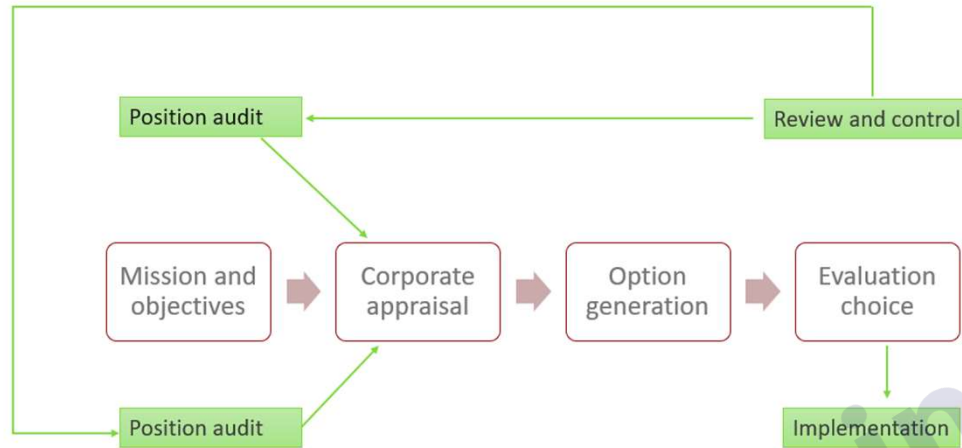 Position audit
Review and control
Mission and
objectives
Corporate
appraisal
Option
generation
Evaluation
choice
Position audit
Implementation